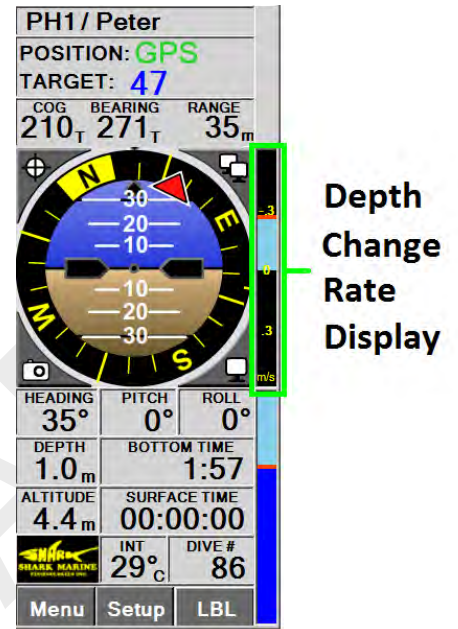 PH1/ Peter
POSITION: GPS
TARGET: 47
COG BEARING RANGE
210T 271T 35m
N
E
S
W
30
20
10
10
20
30
-.3
0
.3
m/s
Depth
Change
Rate
Display
HEADING PITCH ROLL
35° 0° 0°
DEPTH BOTTOM TIME
1.0 m 1:57
ALTITUDE SURFACE TIME
4.4 m 00:00:00
SHARK MARINE
INT DIVE #
29°C 86
Menu Setup LBL